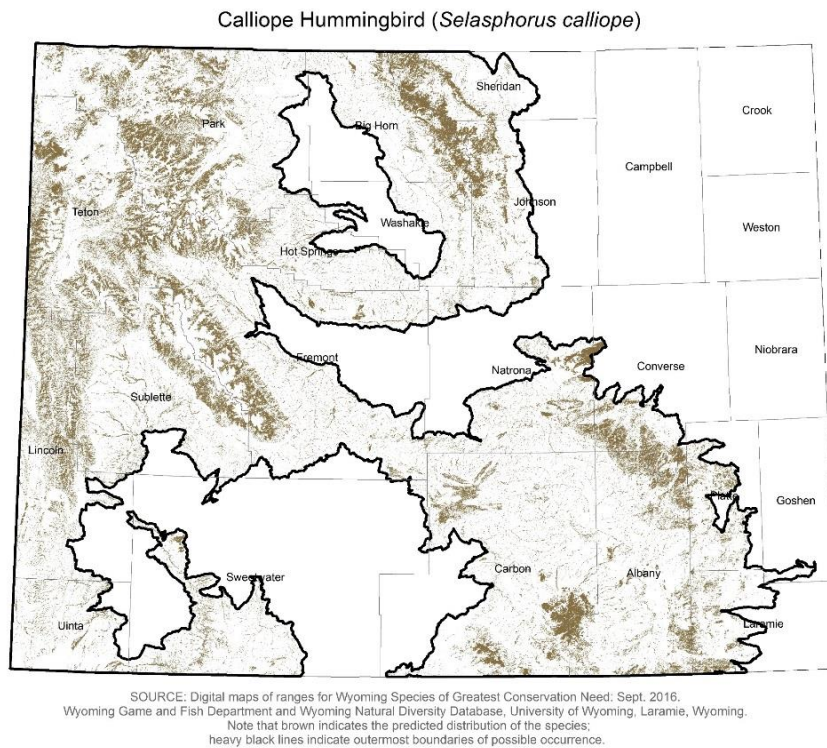 Calliope Hummingbird (Selasphorus calliope)
Sheridan
Crook
Park
Big Horn
Campbell
Johnson
Teton
Washakie
Weston
Hot Springs
Fremont
Natrona
Converse
Niobrara
Sublette
Lincoln
Platte
Goshen
Sweetwater
Carbon
Albany
Uinta
Laramie
SOURCE: Digital maps of ranges for Wyoming Species of Greatest Conservation Need: Sept. 2016.
Wyoming Game and Fish Department and Wyoming Natural Diversity Database, University of Wyoming, Laramie, Wyoming.
Note that brown indicates the predicted distribution of the species;
heavy black lines indicate outermost boundaries of possible occurrence.